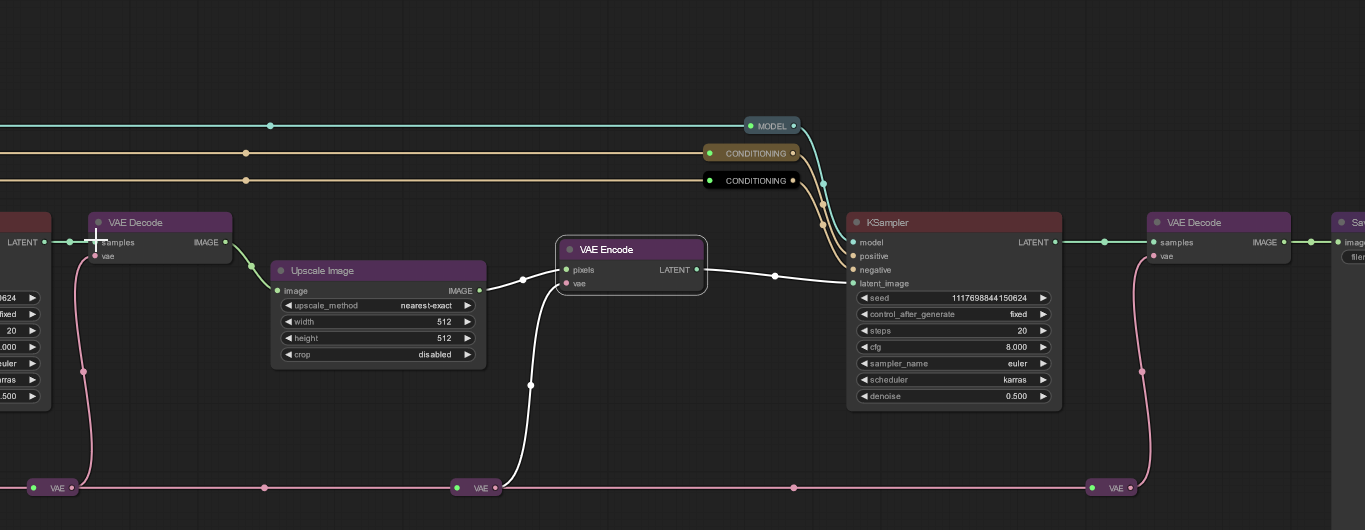 MODEL
CONDITIONING
CONDITIONING
LATENT
0624
fixed
20
.000
euler
karras
.500
VAE Decode
samples IMAGE
vae
Upscale Image
image IMAGE
upscale_method nearest-exact
width 512
height 512
crop disabled
VAE Encode
pixels LATENT
vae
KSampler
model LATENT
positive
negative
latent_image
seed 1117698844150624
control_after_generate fixed
steps 20
cfg 8.000
sampler_name euler
scheduler karras
denoise 0.500
VAE Decode
samples IMAGE
vae
Sav
image
filen
VAE
VAE
VAE